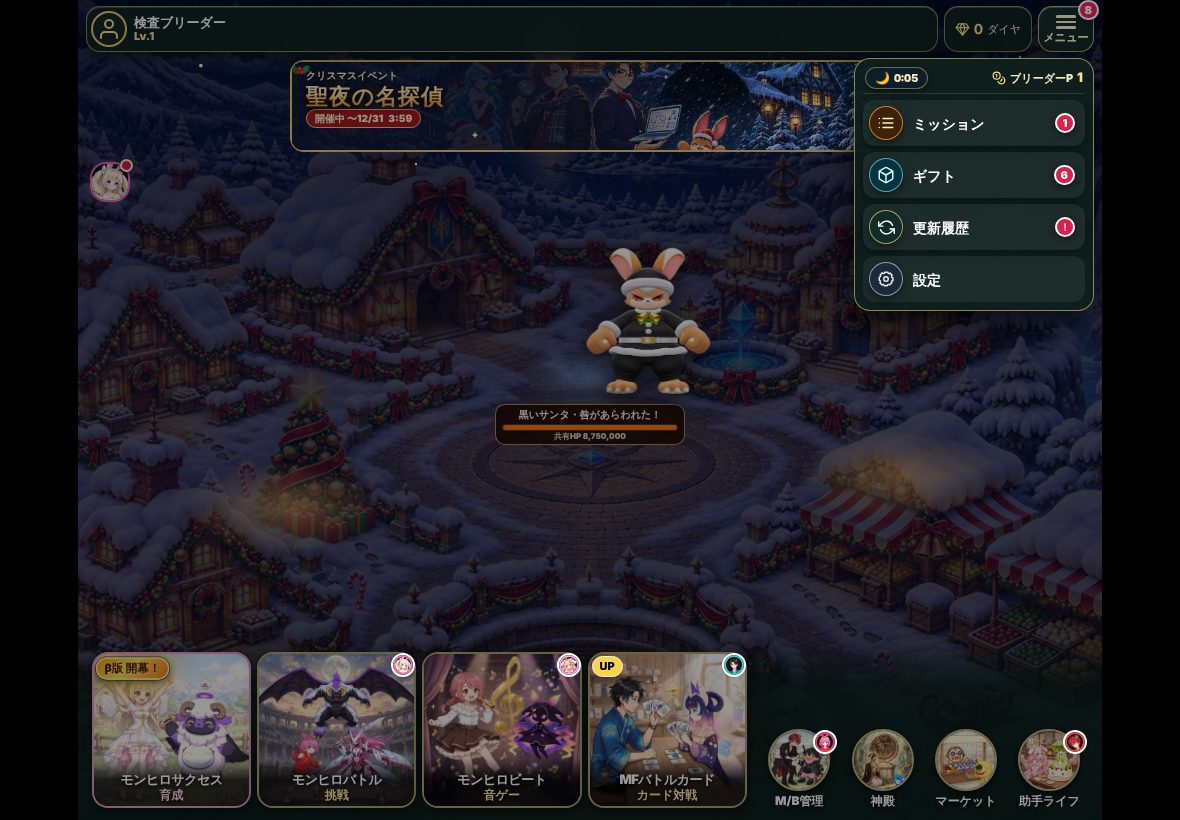 検査ブリーダー
Lv.1
0 ダイヤ
8
メニュー
クリスマスイベント
聖夜の名探偵
開催中 〜12/31 3:59
0:05
ブリーダーP 1
ミッション
1
ギフト
6
更新履歴
!
設定
黒いサンタ・咎があらわれた！
共有HP 8,750,000
β版 開幕！
モンヒロサクセス
育成
モンヒロバトル
挑戦
モンヒロビート
音ゲー
UP
MFバトルカード
カード対戦
M/B管理
神殿
マーケット
助手ライフ